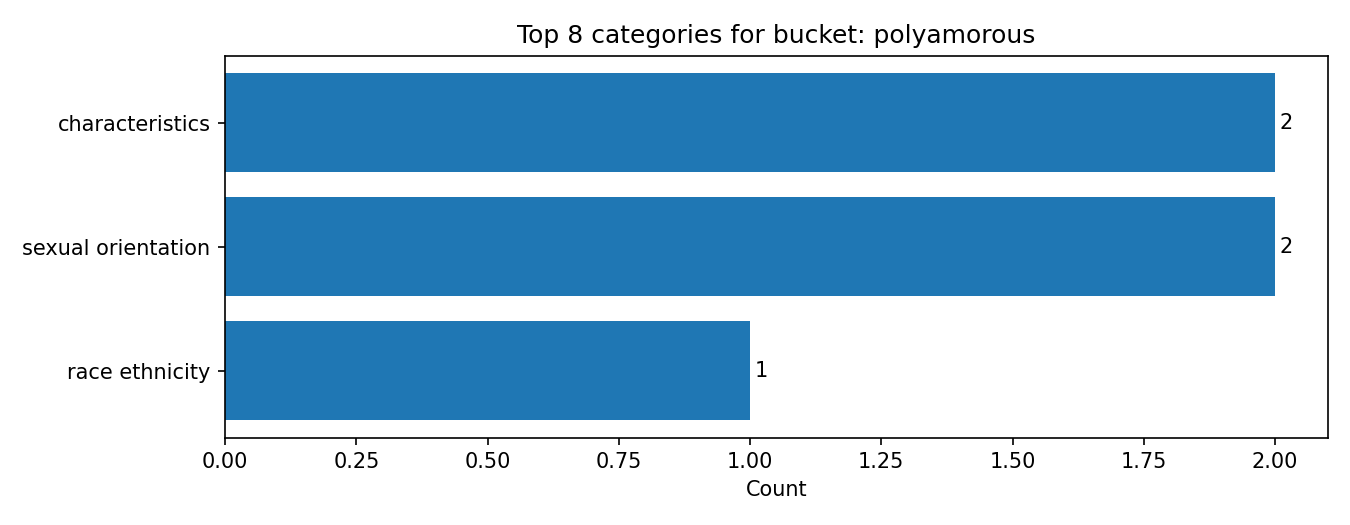 Top 8 categories for bucket: polyamorous
characteristics
2
sexual orientation
2
race ethnicity
1
0.00 0.25 0.50 0.75 1.00 1.25 1.50 1.75 2.00
Count